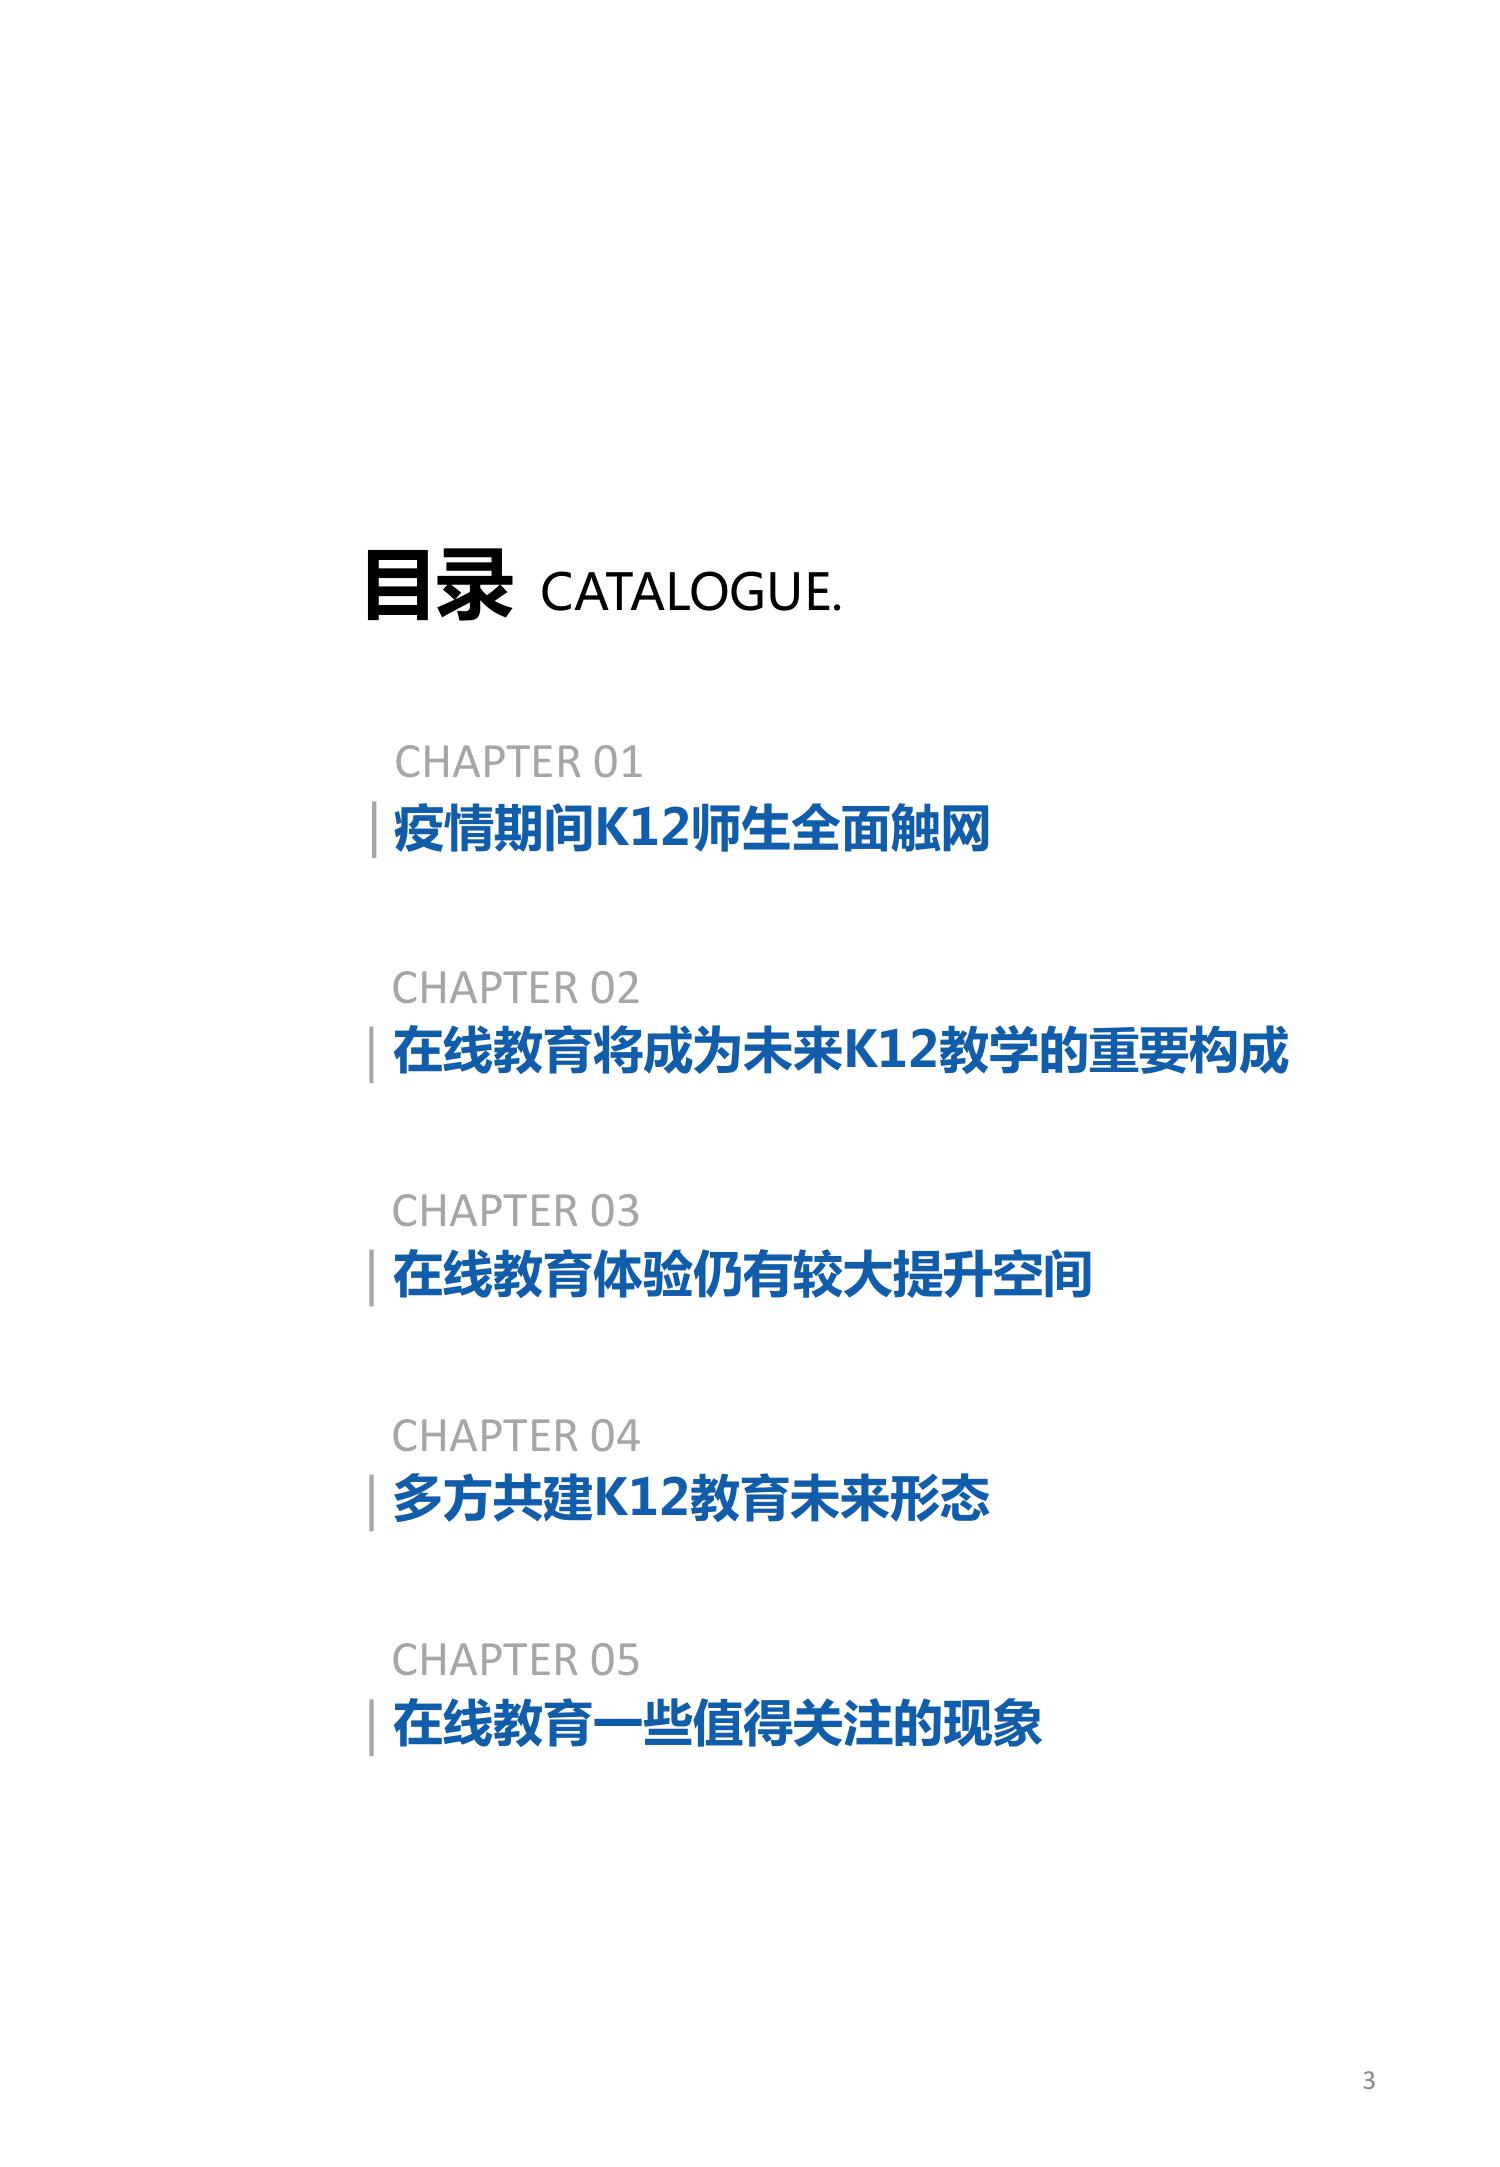 目录 CATALOGUE.
CHAPTER 01
疫情期间K12师生全面触网
CHAPTER 02
在线教育将成为未来K12教学的重要构成
CHAPTER 03
在线教育体验仍有较大提升空间
CHAPTER 04
多方共建K12教育未来形态
CHAPTER 05
在线教育一些值得关注的现象
3